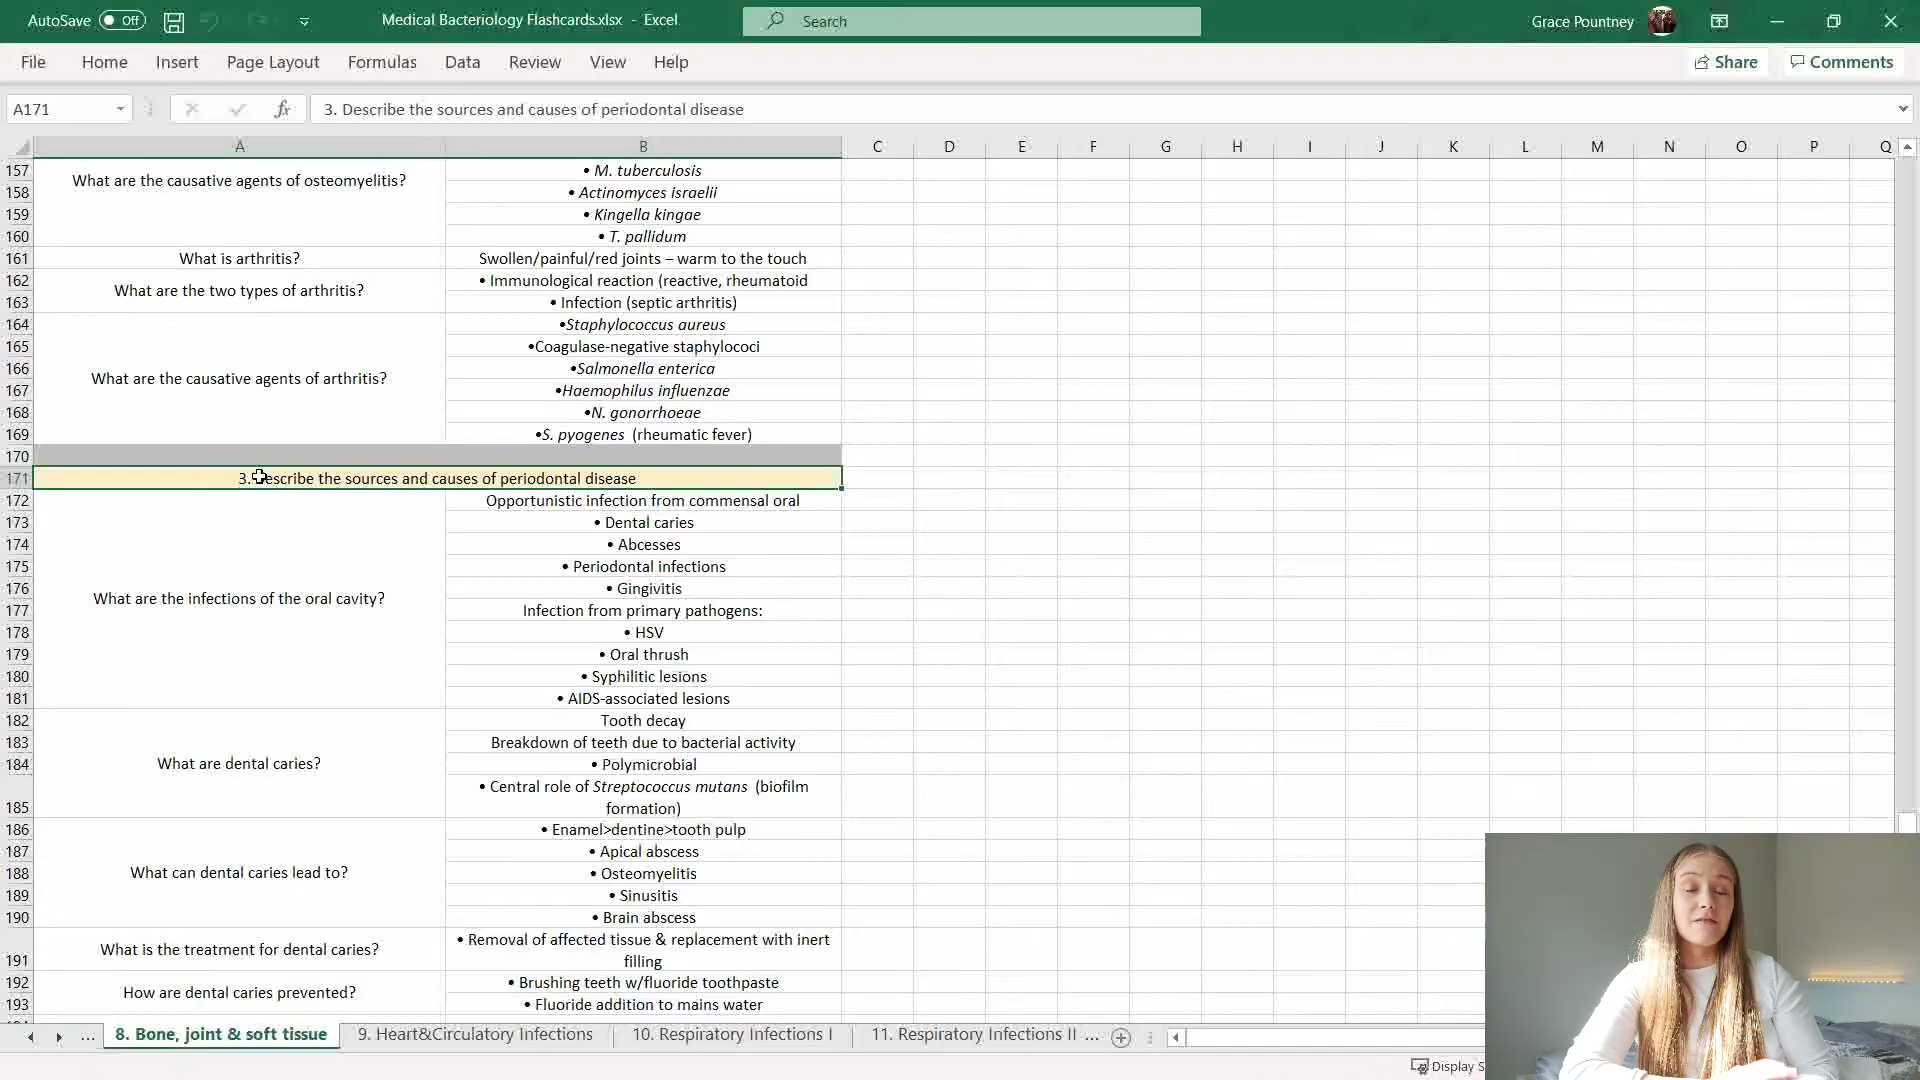 AutoSave Off Medical Bacteriology Flashcards.xlsx - Excel Search Grace Pountney
File Home Insert Page Layout Formulas Data Review View Help Share Comments
A171 fx 3. Describe the sources and causes of periodontal disease
A B C D E F G H I J K L M N O P Q
157 • M. tuberculosis
What are the causative agents of osteomyelitis?
158 • Actinomyces israelii
159 • Kingella kingae
160 • T. pallidum
161 What is arthritis? Swollen/painful/red joints – warm to the touch
162 • Immunological reaction (reactive, rheumatoid
What are the two types of arthritis?
163 • Infection (septic arthritis)
164 •Staphylococcus aureus
165 •Coagulase-negative staphylococi
166 •Salmonella enterica
What are the causative agents of arthritis?
167 •Haemophilus influenzae
168 •N. gonorrhoeae
169 •S. pyogenes (rheumatic fever)
170
171 3. Describe the sources and causes of periodontal disease
172 Opportunistic infection from commensal oral
173 • Dental caries
174 • Abcesses
175 • Periodontal infections
176 • Gingivitis
What are the infections of the oral cavity?
177 Infection from primary pathogens:
178 • HSV
179 • Oral thrush
180 • Syphilitic lesions
181 • AIDS-associated lesions
182 Tooth decay
183 Breakdown of teeth due to bacterial activity
184 What are dental caries? • Polymicrobial
• Central role of Streptococcus mutans (biofilm
185 formation)
186 • Enamel>dentine>tooth pulp
187 • Apical abscess
188 What can dental caries lead to? • Osteomyelitis
189 • Sinusitis
190 • Brain abscess
What is the treatment for dental caries? • Removal of affected tissue & replacement with inert
191 filling
192 • Brushing teeth w/fluoride toothpaste
How are dental caries prevented?
193 • Fluoride addition to mains water
... 8. Bone, joint & soft tissue 9. Heart&Circulatory Infections 10. Respiratory Infections I 11. Respiratory Infections II ...
Display S